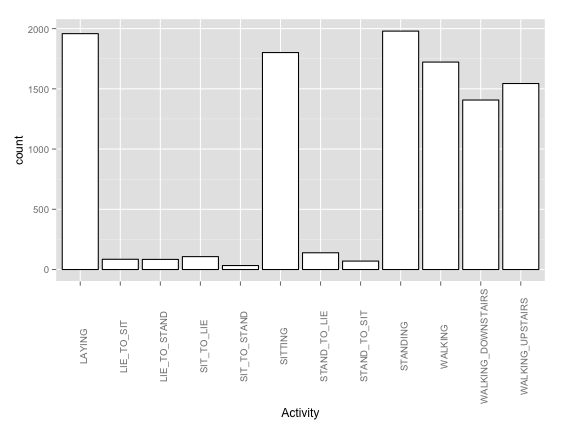 2000
1500
1000
500
0
count
LAYING
LIE_TO_SIT
LIE_TO_STAND
SIT_TO_LIE
SIT_TO_STAND
SITTING
STAND_TO_LIE
STAND_TO_SIT
STANDING
WALKING
WALKING_DOWNSTAIRS
WALKING_UPSTAIRS
Activity